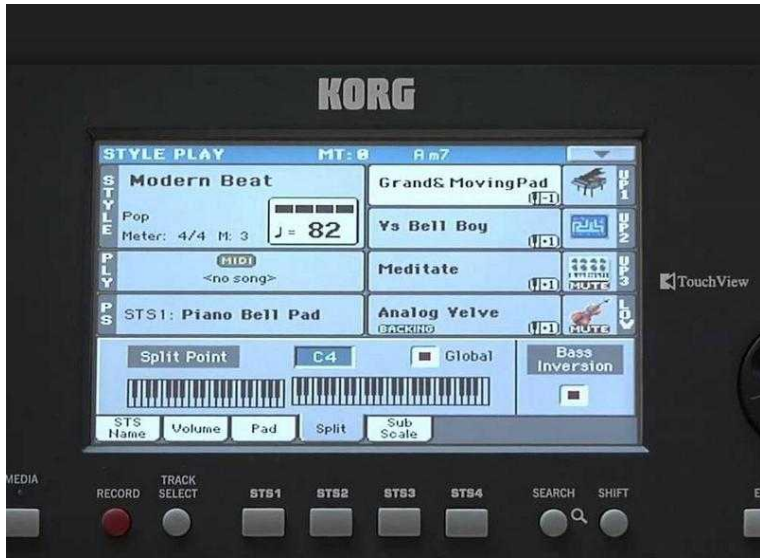 KORG
STYLE PLAY MT: 0 A m7
STYLE
Modern Beat
Pop
Meter: 4/4 M: 3
♩= 82
Grand& MovingPad
-1
UP1
Ys Bell Boy
UP2
PLY
MIDI
<no song>
Meditate
MUTE
UP3
PS
STS1: Piano Bell Pad
Analog Velve
BACKING
MUTE
LOW
TouchView
Split Point C4 Global
Bass
Inversion
STS
Name
Volume
Pad
Split
Sub
Scale
MEDIA
RECORD
TRACK
SELECT
STS1
STS2
STS3
STS4
SEARCH
SHIFT
E